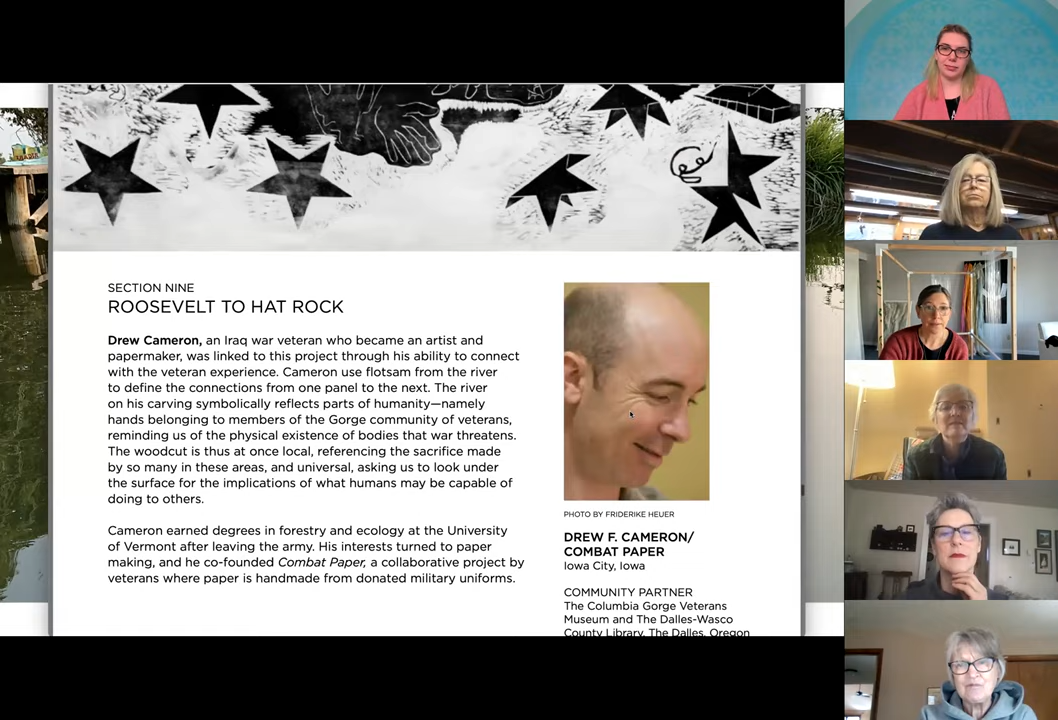 SECTION NINE
ROOSEVELT TO HAT ROCK
Drew Cameron, an Iraq war veteran who became an artist and
papermaker, was linked to this project through his ability to connect
with the veteran experience. Cameron use flotsam from the river
to define the connections from one panel to the next. The river
on his carving symbolically reflects parts of humanity—namely
hands belonging to members of the Gorge community of veterans,
reminding us of the physical existence of bodies that war threatens.
The woodcut is thus at once local, referencing the sacrifice made
by so many in these areas, and universal, asking us to look under
the surface for the implications of what humans may be capable of
doing to others.
Cameron earned degrees in forestry and ecology at the University
of Vermont after leaving the army. His interests turned to paper
making, and he co-founded Combat Paper, a collaborative project by
veterans where paper is handmade from donated military uniforms.
PHOTO BY FRIDERIKE HEUER
DREW F. CAMERON/
COMBAT PAPER
Iowa City, Iowa
COMMUNITY PARTNER
The Columbia Gorge Veterans
Museum and The Dalles-Wasco
County Library, The Dalles, Oregon